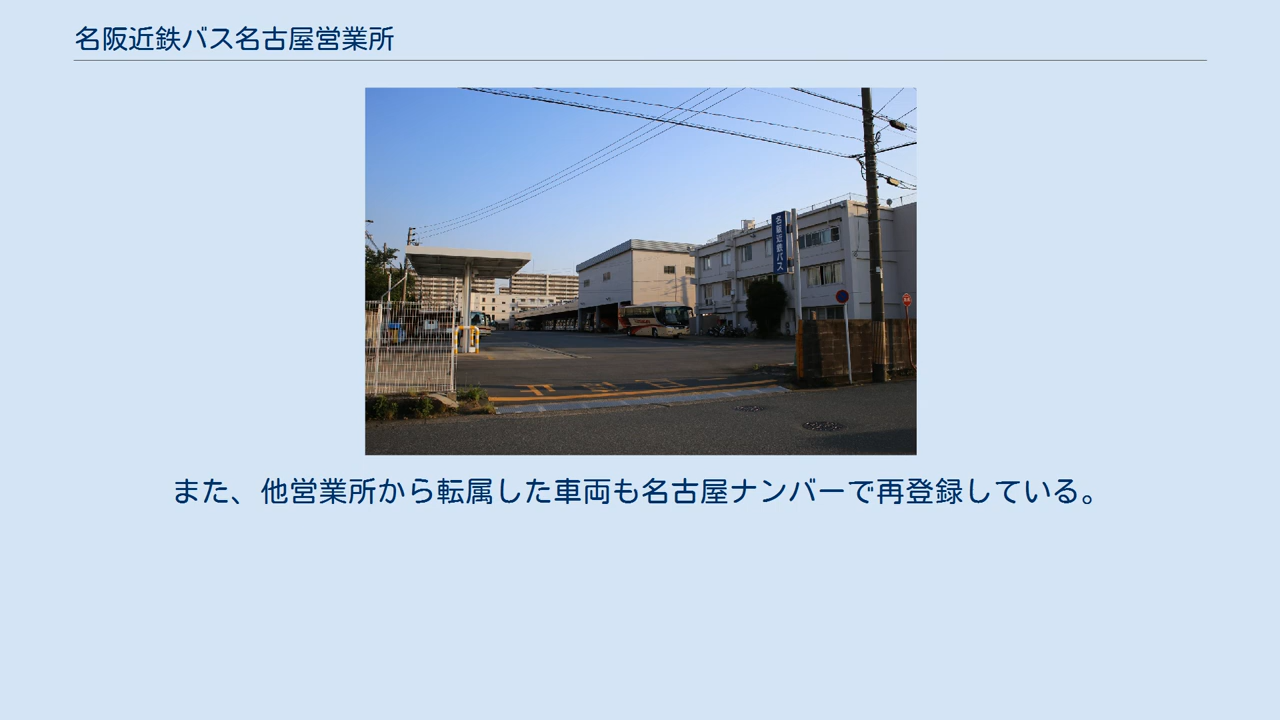 名阪近鉄バス名古屋営業所
名阪近鉄バス
また、他営業所から転属した車両も名古屋ナンバーで再登録している。